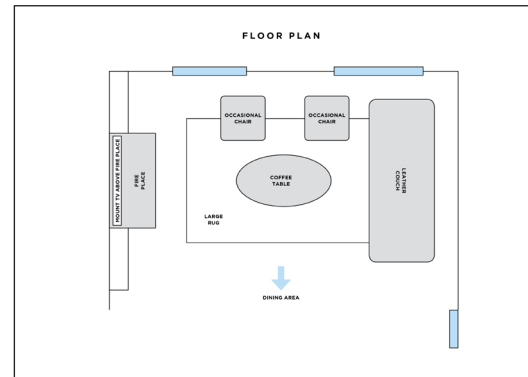 FLOOR PLAN
OCCASIONAL
CHAIR
OCCASIONAL
CHAIR
MOUNT TV ABOVE FIRE PLACE
FIRE
PLACE
COFFEE
TABLE
LEATHER
COUCH
LARGE
RUG
DINING AREA